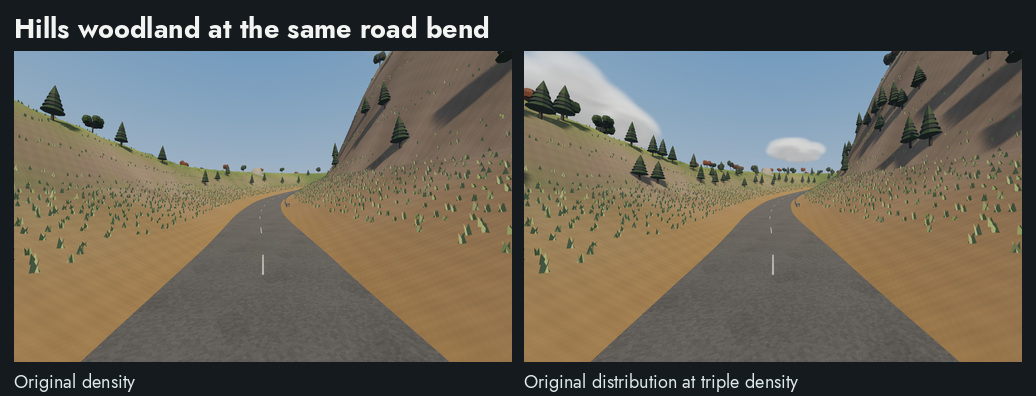 Hills woodland at the same road bend
Original density
Original distribution at triple density